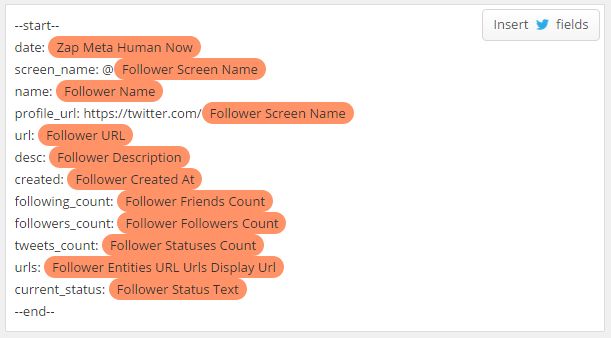 --start--
Insert fields
date: Zap Meta Human Now
screen_name: @ Follower Screen Name
name: Follower Name
profile_url: https://twitter.com/ Follower Screen Name
url: Follower URL
desc: Follower Description
created: Follower Created At
following_count: Follower Friends Count
followers_count: Follower Followers Count
tweets_count: Follower Statuses Count
urls: Follower Entities URL Urls Display Url
current_status: Follower Status Text
--end--